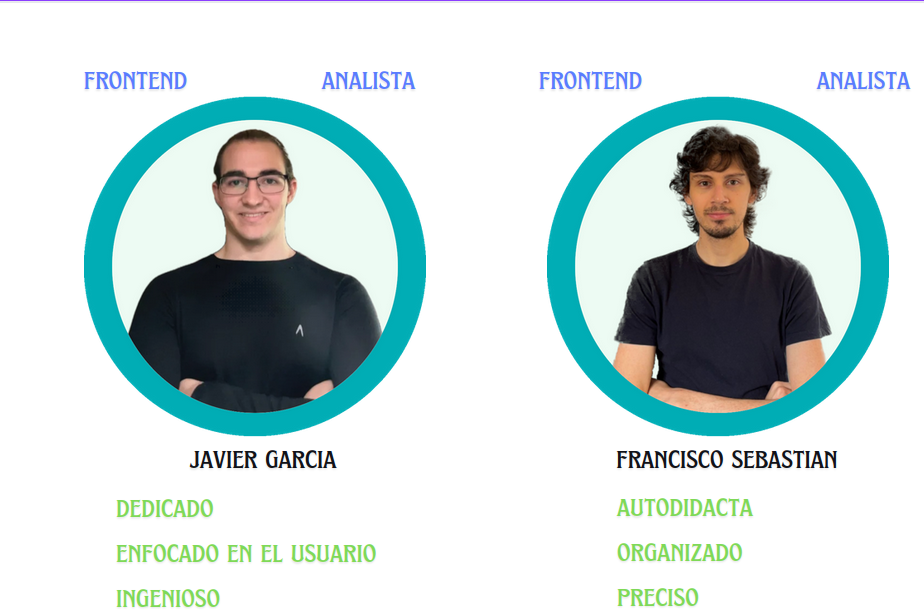 FRONTEND ANALISTA FRONTEND ANALISTA
JAVIER GARCIA FRANCISCO SEBASTIAN
DEDICADO AUTODIDACTA
ENFOCADO EN EL USUARIO ORGANIZADO
INGENIOSO PRECISO